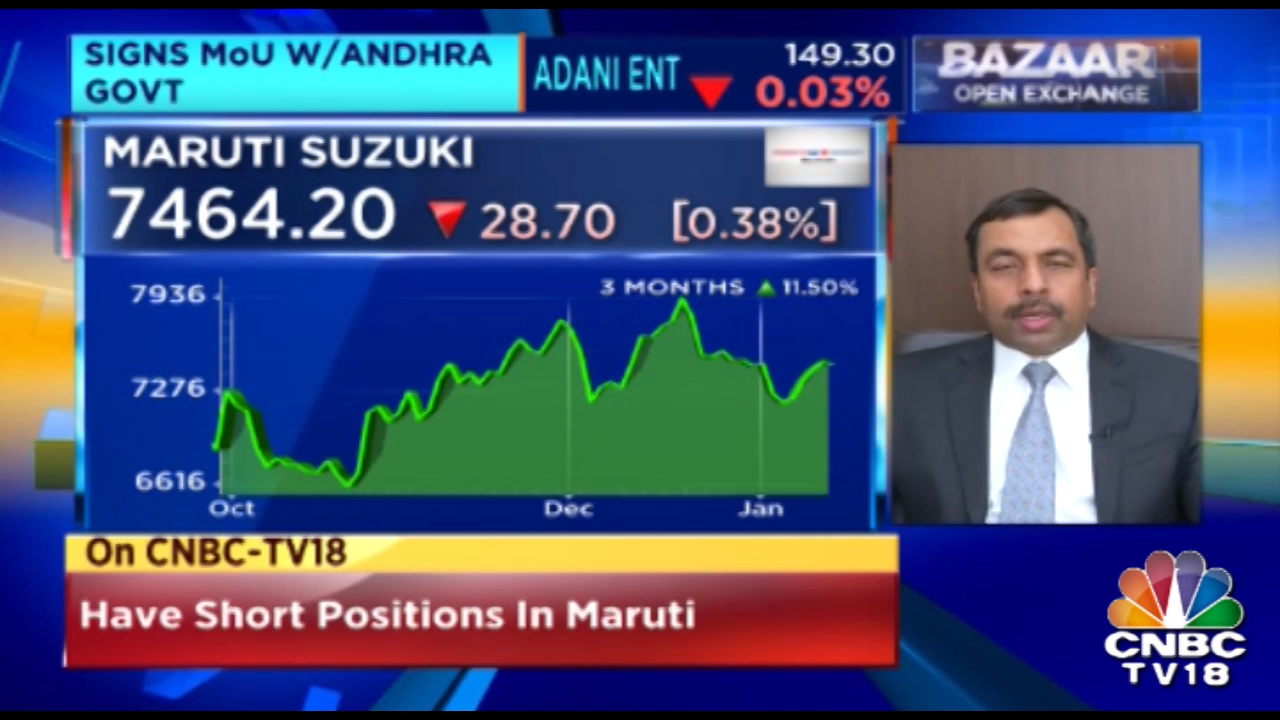 SIGNS MoU W/ANDHRA
GOVT
ADANI ENT
149.30
▼ 0.03%
BAZAAR
OPEN EXCHANGE
MARUTI SUZUKI
7464.20 ▼ 28.70 [0.38%]
3 MONTHS ▲ 11.50%
7936
7276
6616
Oct Dec Jan
On CNBC-TV18
Have Short Positions In Maruti
CNBC
TV18